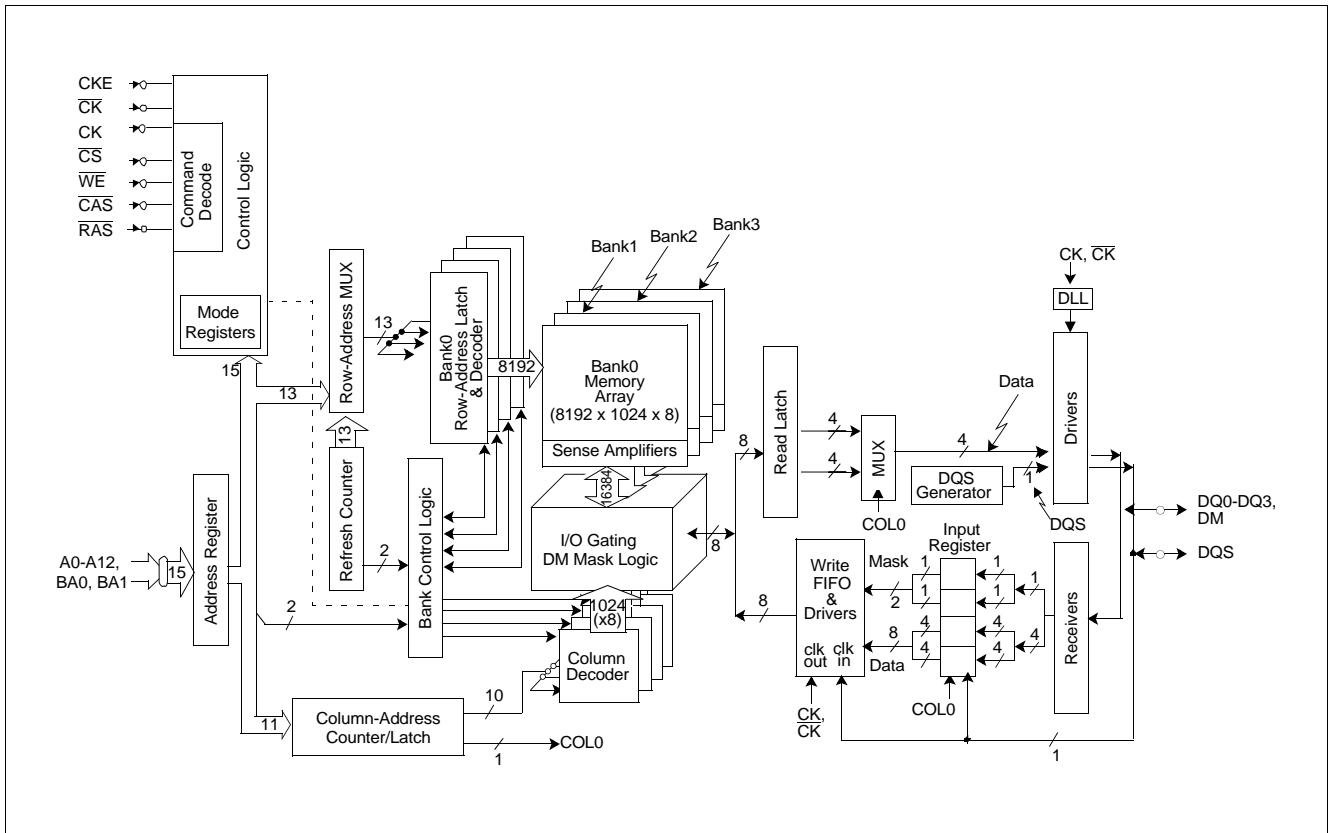 CKE
CK
CK
CS
WE
CAS
RAS
Command
Decode
Control Logic
Mode
Registers
15
13
Row-Address MUX
13
Refresh Counter
13
Bank0
Row-Address Latch
& Decoder
8192
Bank1
Bank2
Bank3
Bank0
Memory
Array
(8192 x 1024 x 8)
Sense Amplifiers
16384
I/O Gating
DM Mask Logic
8
1024
(x8)
Column
Decoder
Bank Control Logic
2
2
A0-A12,
BA0, BA1
15
Address Register
11
Column-Address
Counter/Latch
10
1
COL0
8
8
Read Latch
4
4
MUX
COL0
4
Data
DQS
Generator
1
DQS
CK, CK
DLL
Drivers
DQ0-DQ3,
DM
DQS
Input
Register
Write
FIFO
&
Drivers
clk
out
clk
in
CK,
CK
Mask
1
2
1
8
Data
4
4
1
1
4
4
1
4
COL0
Receivers
1